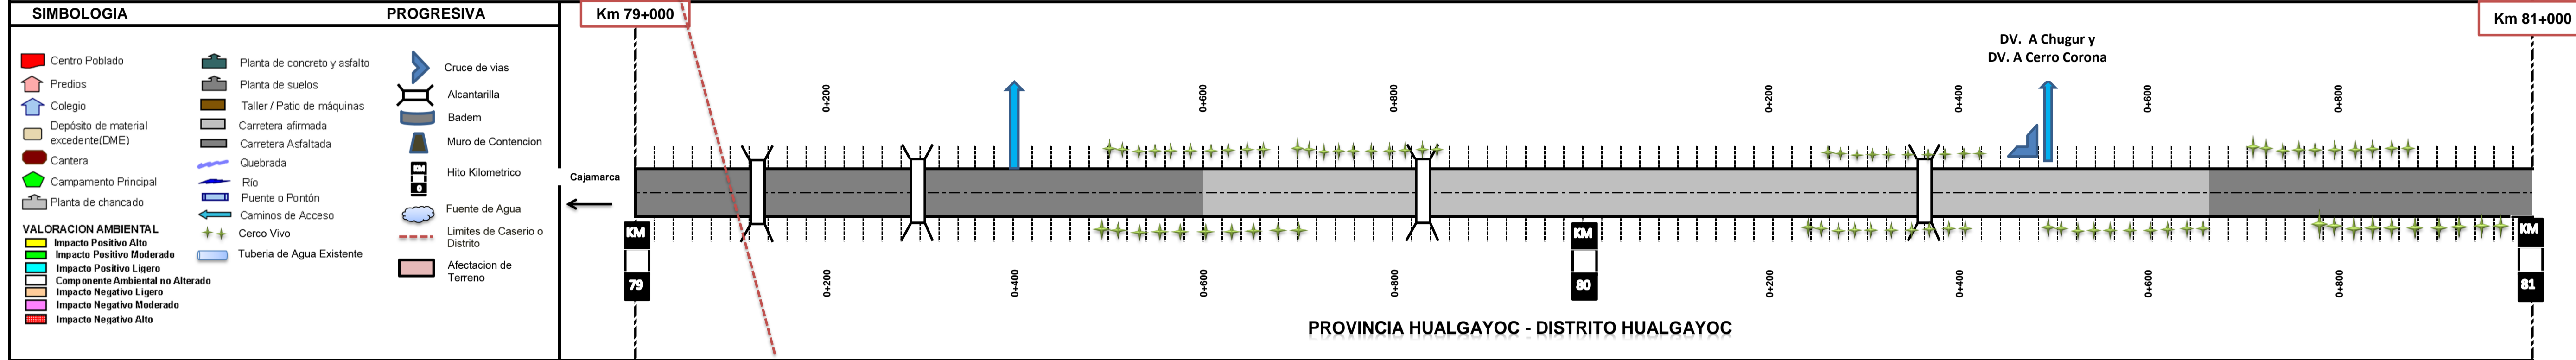 SIMBOLOGIA
PROGRESIVA
Centro Poblado
Predios
Colegio
Depósito de material
excedente(DME)
Cantera
Campamento Principal
Planta de chancado
Planta de concreto y asfalto
Planta de suelos
Taller / Patio de máquinas
Carretera afirmada
Carretera Asfaltada
Quebrada
Río
Puente o Pontón
Caminos de Acceso
Cerco Vivo
Tuberia de Agua Existente
Cruce de vias
Alcantarilla
Badem
Muro de Contencion
Hito Kilometrico
Fuente de Agua
Limites de Caserio o
Distrito
Afectacion de
Terreno
VALORACION AMBIENTAL
Impacto Positivo Alto
Impacto Positivo Moderado
Impacto Positivo Ligero
Componente Ambiental no Alterado
Impacto Negativo Ligero
Impacto Negativo Moderado
Impacto Negativo Alto
Km 79+000
Km 81+000
DV. A Chugur y
DV. A Cerro Corona
0+200
0+600
0+800
0+200
0+400
0+600
0+800
Cajamarca
KM
79
KM
80
KM
81
0+200
0+400
0+600
0+800
0+200
0+400
0+600
0+800
PROVINCIA HUALGAYOC - DISTRITO HUALGAYOC